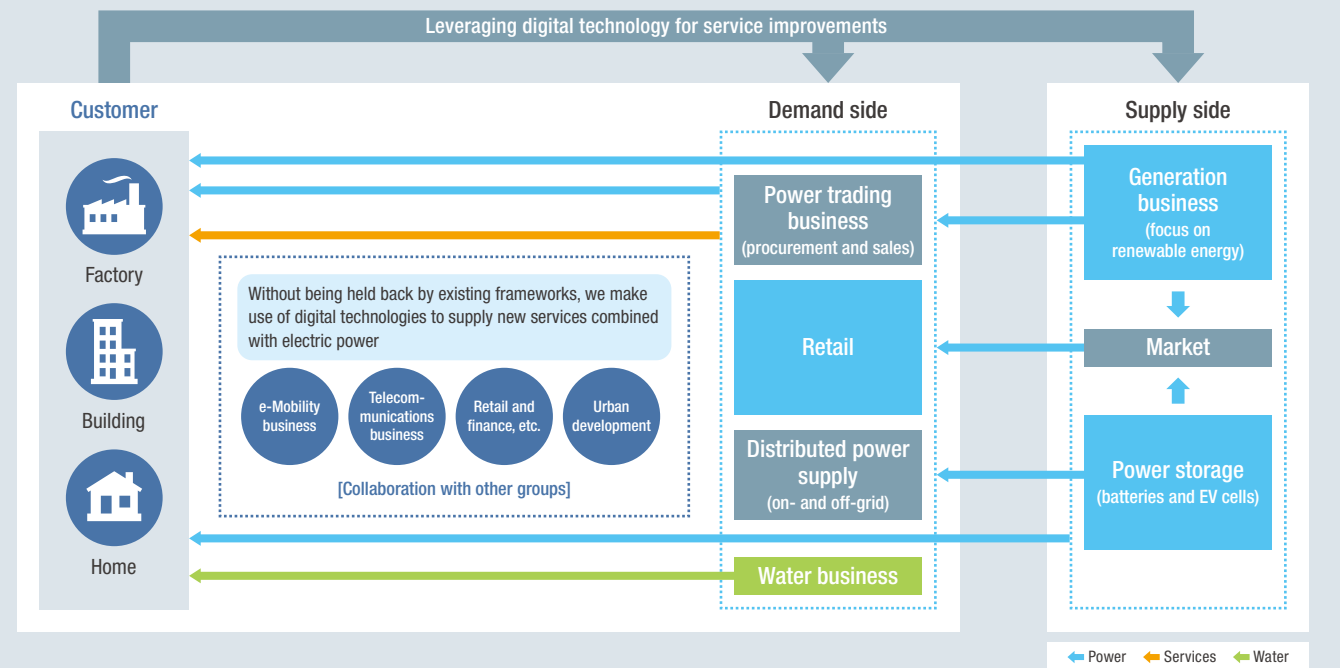 Leveraging digital technology for service improvements
Customer
Factory
Building
Home
Without being held back by existing frameworks, we make
use of digital technologies to supply new services combined
with electric power
e-Mobility
business
Telecom-
munications
business
Retail and
finance, etc.
Urban
development
[Collaboration with other groups]
Demand side
Power trading
business
(procurement and sales)
Retail
Distributed power
supply
(on- and off-grid)
Water business
Supply side
Generation
business
(focus on
renewable energy)
Market
Power storage
(batteries and EV cells)
Power
Services
Water